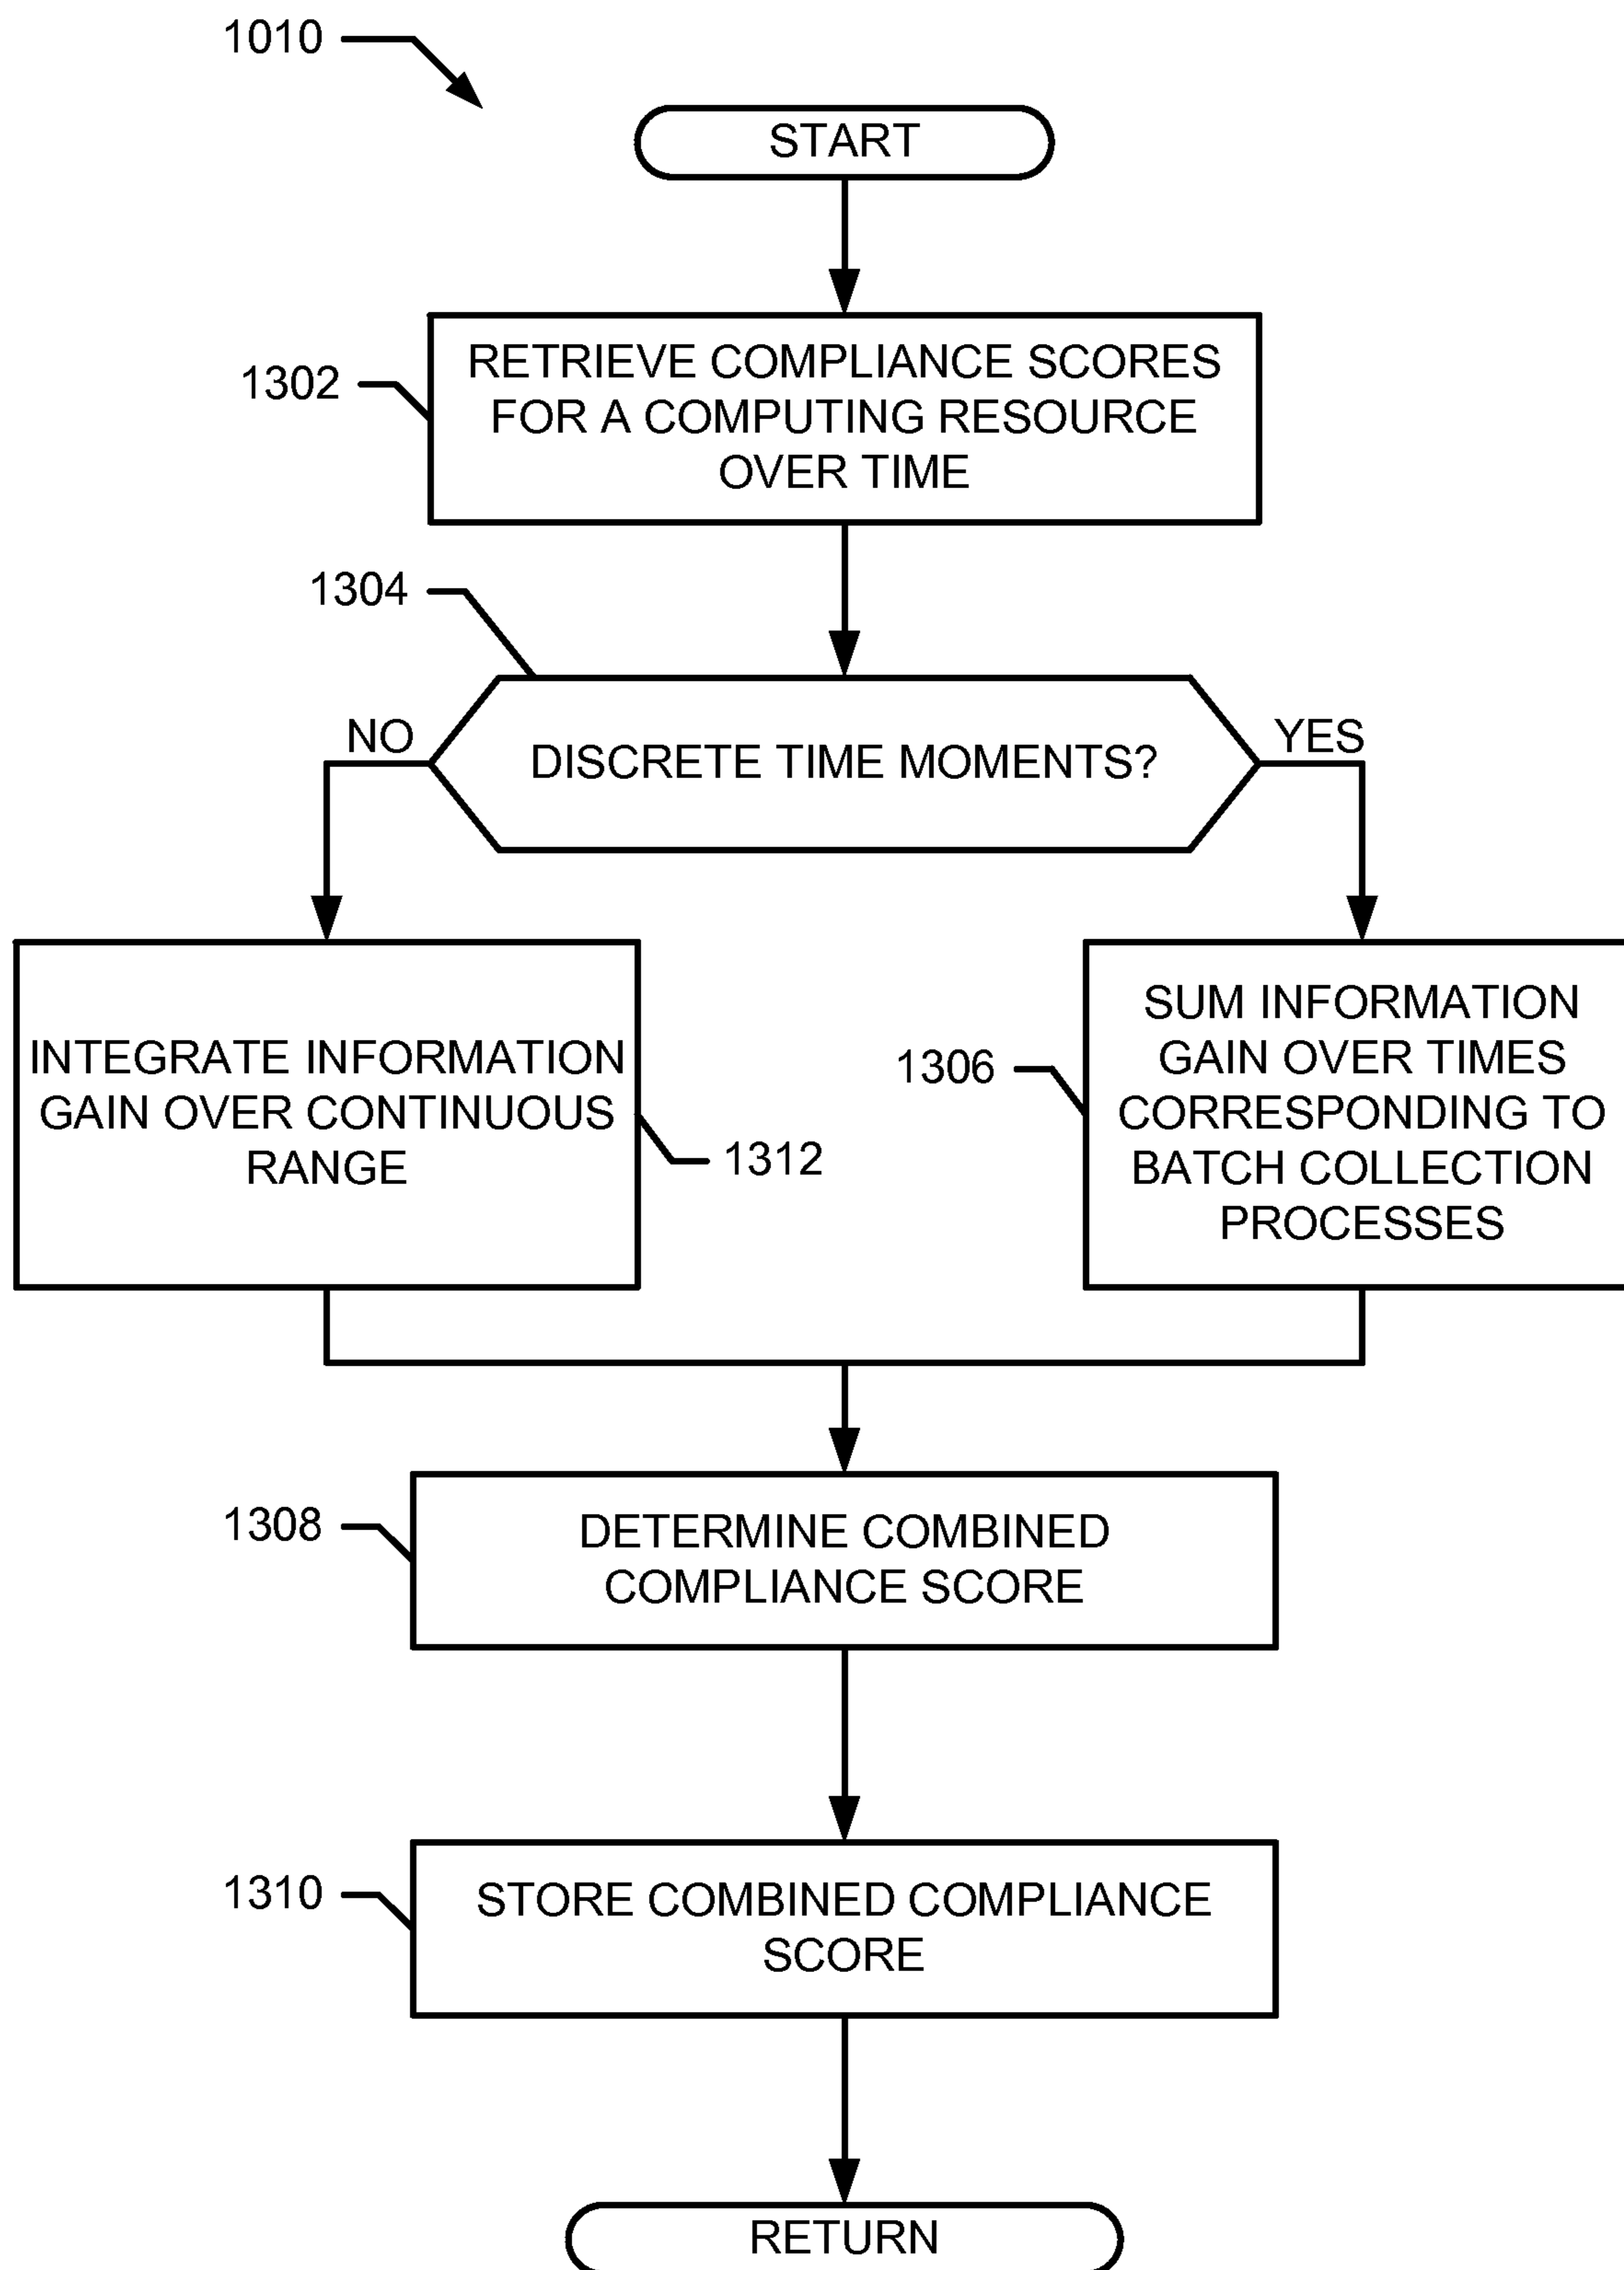 1010
START
1302
RETRIEVE COMPLIANCE SCORES
FOR A COMPUTING RESOURCE
OVER TIME
1304
DISCRETE TIME MOMENTS?
NO
YES
INTEGRATE INFORMATION
GAIN OVER CONTINUOUS
RANGE
1312
1306
SUM INFORMATION
GAIN OVER TIMES
CORRESPONDING TO
BATCH COLLECTION
PROCESSES
1308
DETERMINE COMBINED
COMPLIANCE SCORE
1310
STORE COMBINED COMPLIANCE
SCORE
RETURN